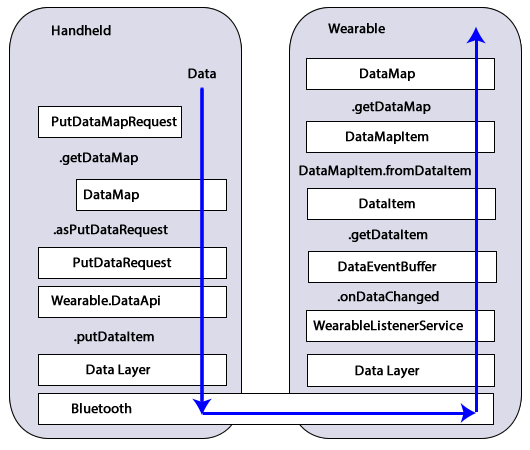 Handheld
Data
PutDataMapRequest
.getDataMap
DataMap
.asPutDataRequest
PutDataRequest
Wearable.DataApi
.putDataItem
Data Layer
Bluetooth
Wearable
DataMap
.getDataMap
DataMapItem
DataMapItem.fromDataItem
DataItem
.getDataItem
DataEventBuffer
.onDataChanged
WearableListenerService
Data Layer